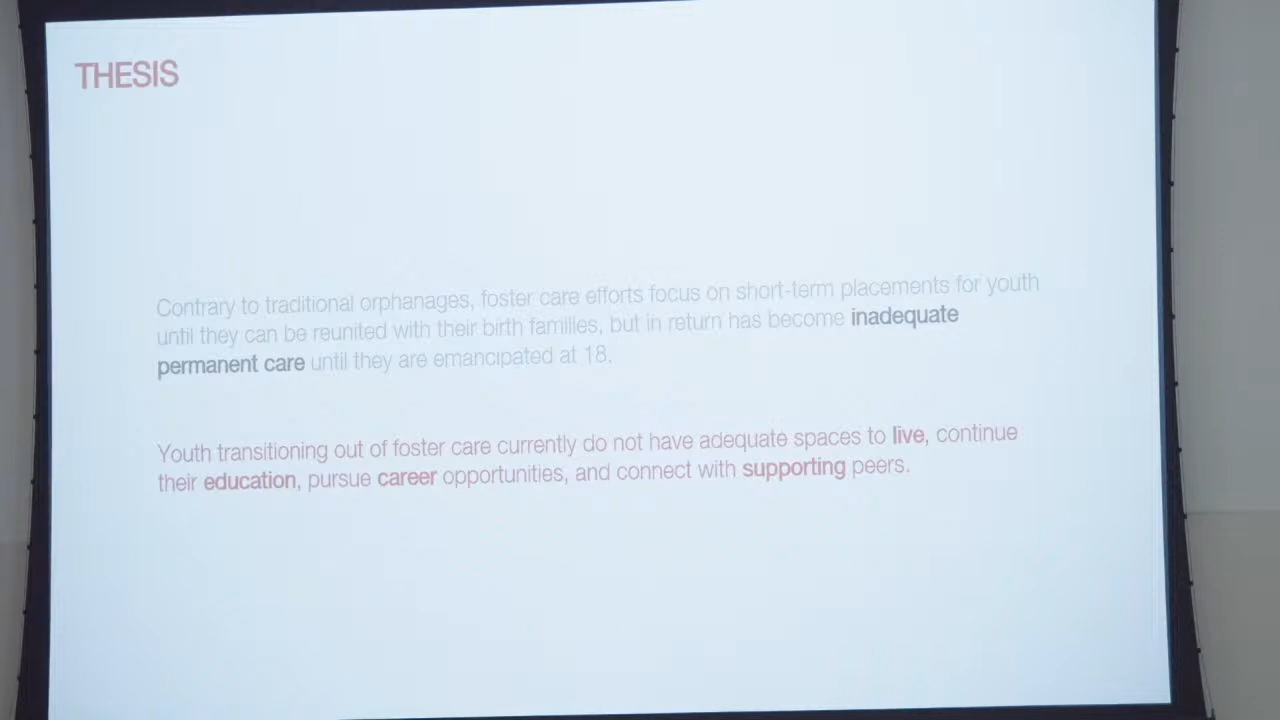 THESIS
Contrary to traditional orphanages, foster care efforts focus on short-term placements for youth
until they can be reunited with their birth families, but in return has become inadequate
permanent care until they are emancipated at 18.
Youth transitioning out of foster care currently do not have adequate spaces to live, continue
their education, pursue career opportunities, and connect with supporting peers.